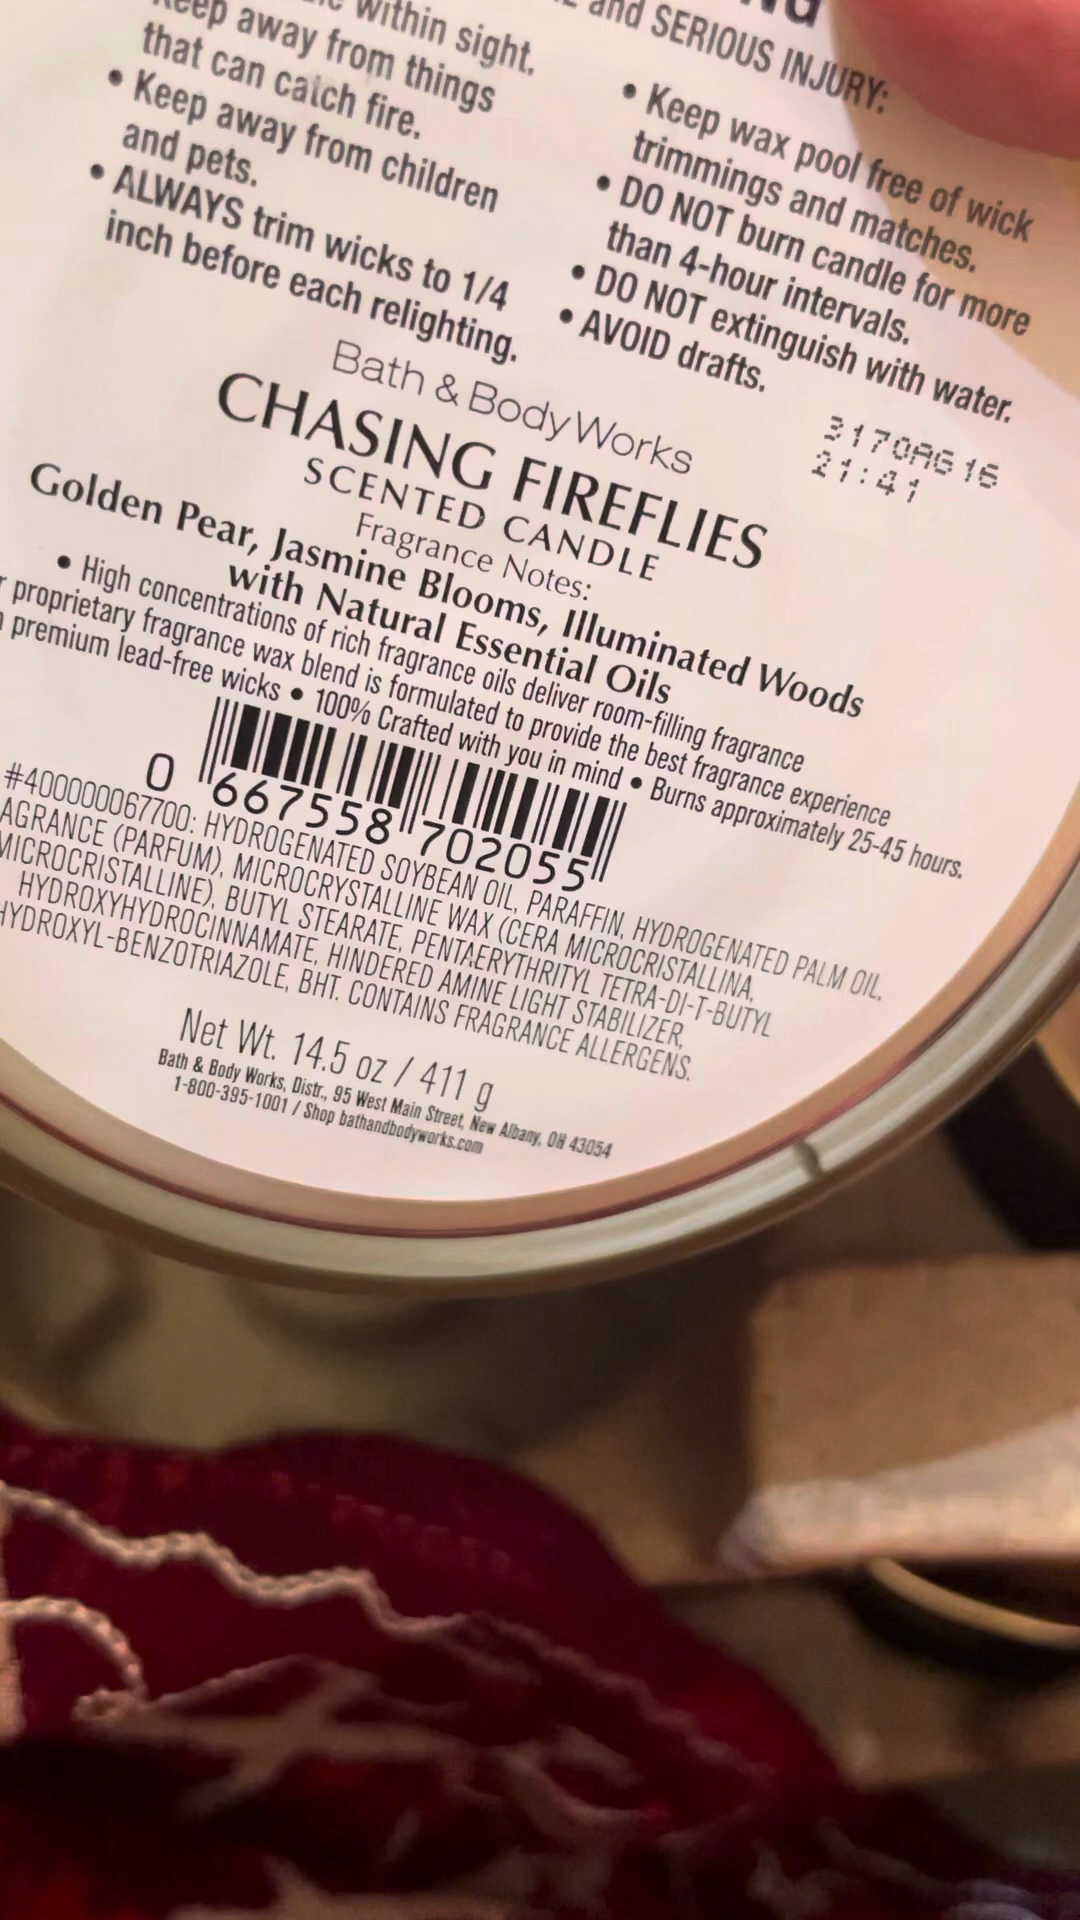 within sight.
Keep away from things
that can catch fire.
• Keep away from children
and pets.
• ALWAYS trim wicks to 1/4
inch before each relighting.
and SERIOUS INJURY:
• Keep wax pool free of wick
trimmings and matches.
• DO NOT burn candle for more
than 4-hour intervals.
• DO NOT extinguish with water.
• AVOID drafts.
3170AG16
21:41
Bath & Body Works
CHASING FIREFLIES
SCENTED CANDLE
Fragrance Notes:
Golden Pear, Jasmine Blooms, Illuminated Woods
with Natural Essential Oils
• High concentrations of rich fragrance oils deliver room-filling fragrance
proprietary fragrance wax blend is formulated to provide the best fragrance experience
premium lead-free wicks • 100% Crafted with you in mind • Burns approximately 25-45 hours.
0 667558 702055
#400000067700: HYDROGENATED SOYBEAN OIL, PARAFFIN, HYDROGENATED PALM OIL,
AGRANCE (PARFUM), MICROCRYSTALLINE WAX (CERA MICROCRISTALLINA,
MICROCRISTALLINE), BUTYL STEARATE, PENTAERYTHRITYL TETRA-DI-T-BUTYL
HYDROXYHYDROCINNAMATE, HINDERED AMINE LIGHT STABILIZER,
HYDROXYL-BENZOTRIAZOLE, BHT. CONTAINS FRAGRANCE ALLERGENS.
Net Wt. 14.5 oz / 411 g
Bath & Body Works, Distr., 95 West Main Street, New Albany, OH 43054
1-800-395-1001 / Shop bathandbodyworks.com